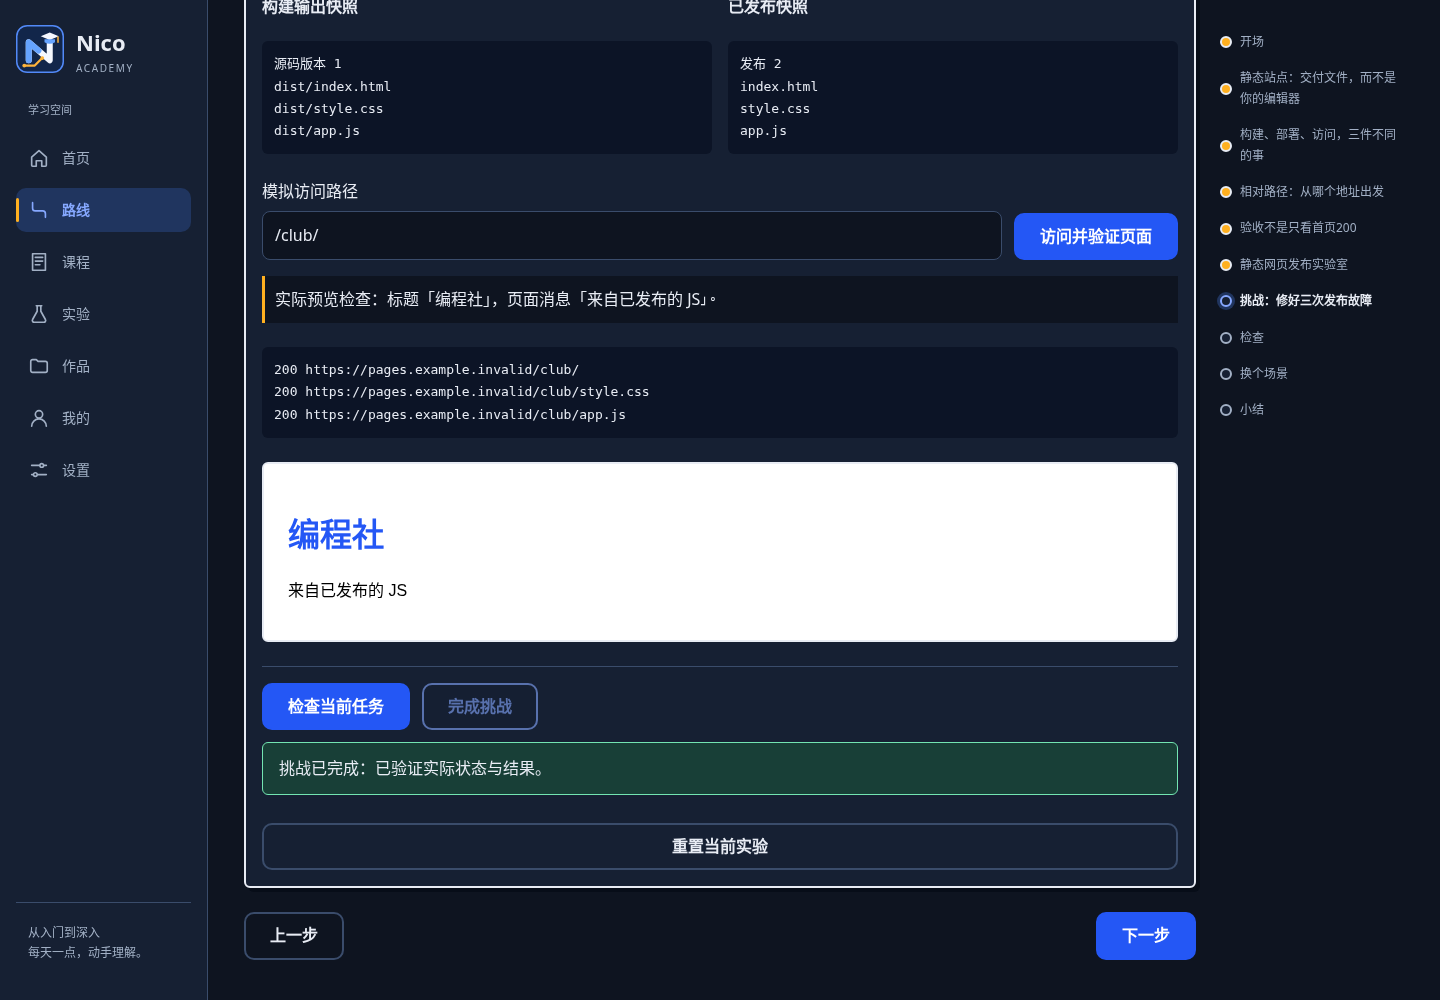 Nico
ACADEMY
学习空间
首页
路线
课程
实验
作品
我的
设置
从入门到深入
每天一点，动手理解。
构建输出快照
已发布快照
源码版本 1
dist/index.html
dist/style.css
dist/app.js
发布 2
index.html
style.css
app.js
模拟访问路径
/club/
访问并验证页面
实际预览检查：标题「编程社」，页面消息「来自已发布的 JS」。
200 https://pages.example.invalid/club/
200 https://pages.example.invalid/club/style.css
200 https://pages.example.invalid/club/app.js
编程社
来自已发布的 JS
检查当前任务
完成挑战
挑战已完成：已验证实际状态与结果。
重置当前实验
上一步
下一步
开场
静态站点：交付文件，而不是
你的编辑器
构建、部署、访问，三件不同
的事
相对路径：从哪个地址出发
验收不是只看首页200
静态网页发布实验室
挑战：修好三次发布故障
检查
换个场景
小结